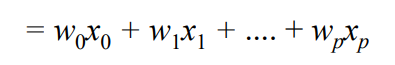 = w₀x₀ + w₁x₁ + .... + wₚxₚ